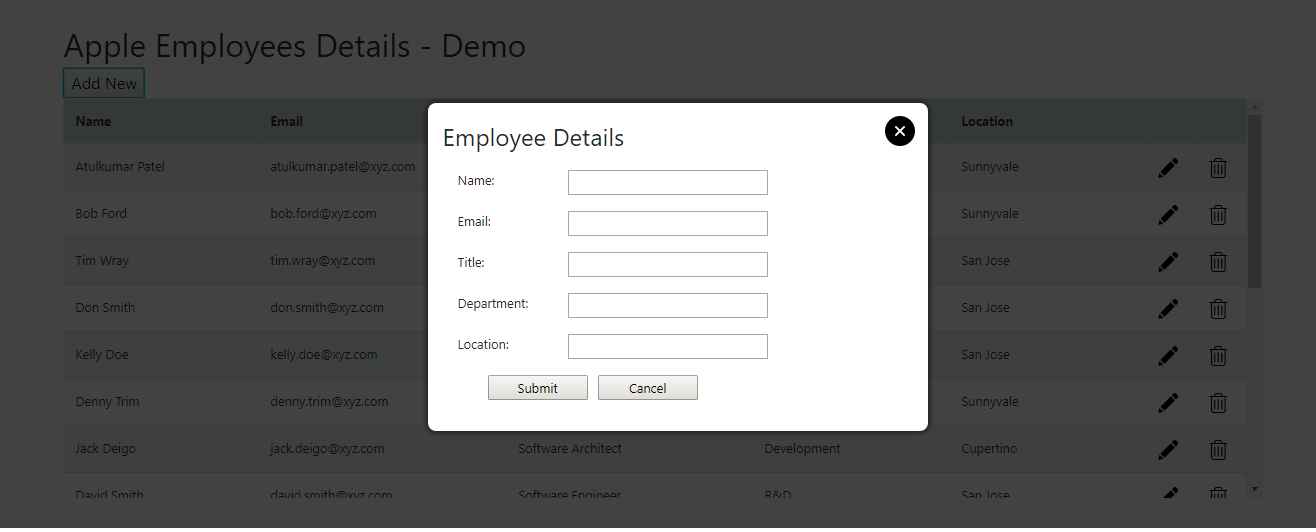 Apple Employees Details - Demo
Add New
Name Email Location
Atulkumar Patel atulkumar.patel@xyz.com Sunnyvale
Bob Ford bob.ford@xyz.com Sunnyvale
Tim Wray tim.wray@xyz.com San Jose
Don Smith don.smith@xyz.com San Jose
Kelly Doe kelly.doe@xyz.com San Jose
Denny Trim denny.trim@xyz.com Sunnyvale
Jack Deigo jack.deigo@xyz.com Software Architect Development Cupertino
David Smith david.smith@xyz.com Software Engineer R&D San Jose
Employee Details
Name:
Email:
Title:
Department:
Location:
Submit Cancel